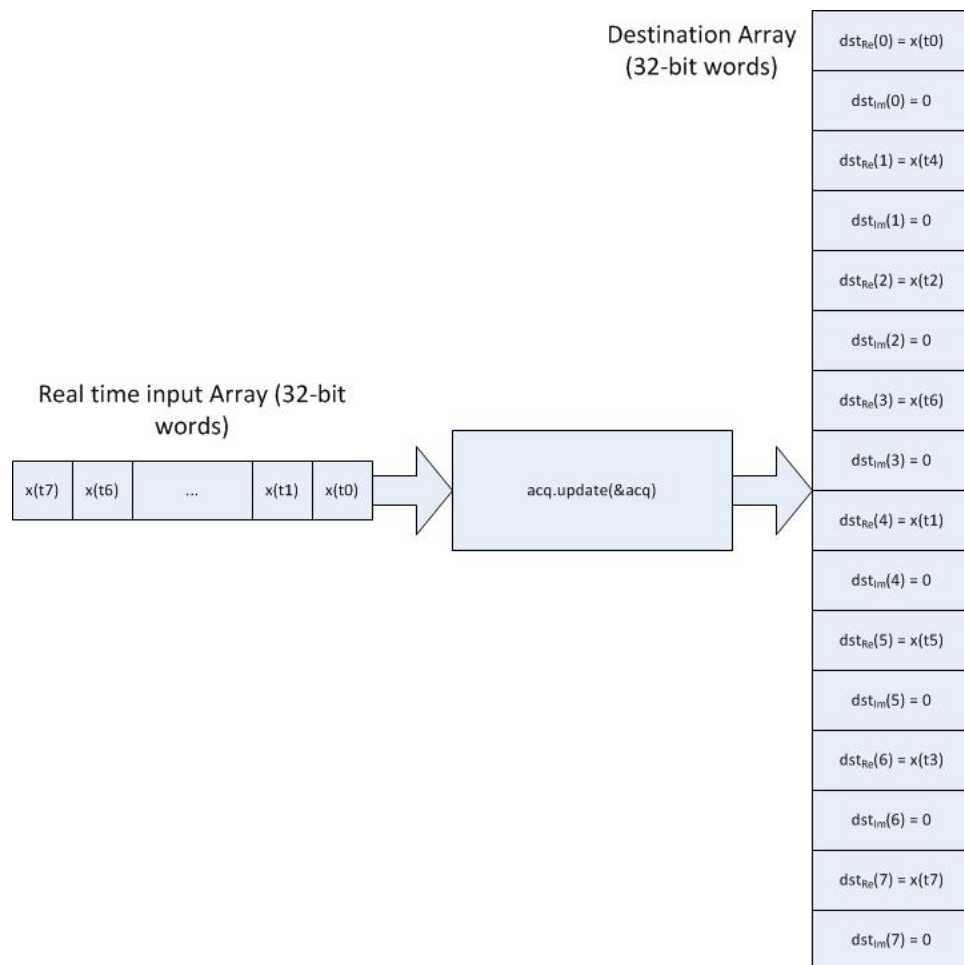 Destination Array
(32-bit words)
dstRe(0) = x(t0)
dstIm(0) = 0
dstRe(1) = x(t4)
dstIm(1) = 0
dstRe(2) = x(t2)
dstIm(2) = 0
dstRe(3) = x(t6)
dstIm(3) = 0
dstRe(4) = x(t1)
dstIm(4) = 0
dstRe(5) = x(t5)
dstIm(5) = 0
dstRe(6) = x(t3)
dstIm(6) = 0
dstRe(7) = x(t7)
dstIm(7) = 0
Real time input Array (32-bit
words)
x(t7) x(t6) ... x(t1) x(t0)
acq.update(&acq)